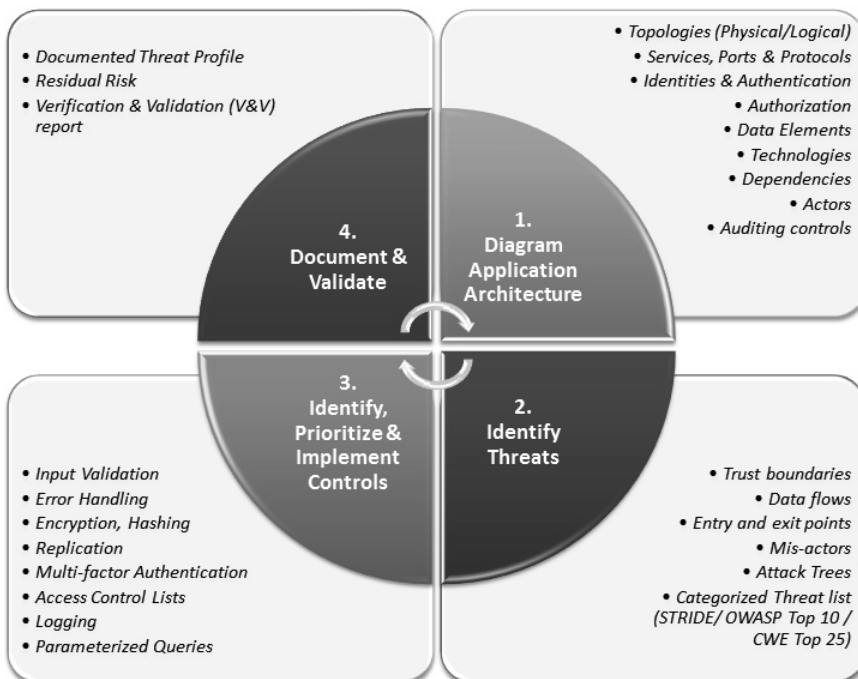 • Documented Threat Profile
• Residual Risk
• Verification & Validation (V&V)
report
• Topologies (Physical/Logical)
• Services, Ports & Protocols
• Identities & Authentication
• Authorization
• Data Elements
• Technologies
• Dependencies
• Actors
• Auditing controls
4.
Document &
Validate
1.
Diagram
Application
Architecture
3.
Identify,
Prioritize &
Implement
Controls
2.
Identify
Threats
• Input Validation
• Error Handling
• Encryption, Hashing
• Replication
• Multi-factor Authentication
• Access Control Lists
• Logging
• Parameterized Queries
• Trust boundaries
• Data flows
• Entry and exit points
• Mis-actors
• Attack Trees
• Categorized Threat list
(STRIDE/ OWASP Top 10 /
CWE Top 25)